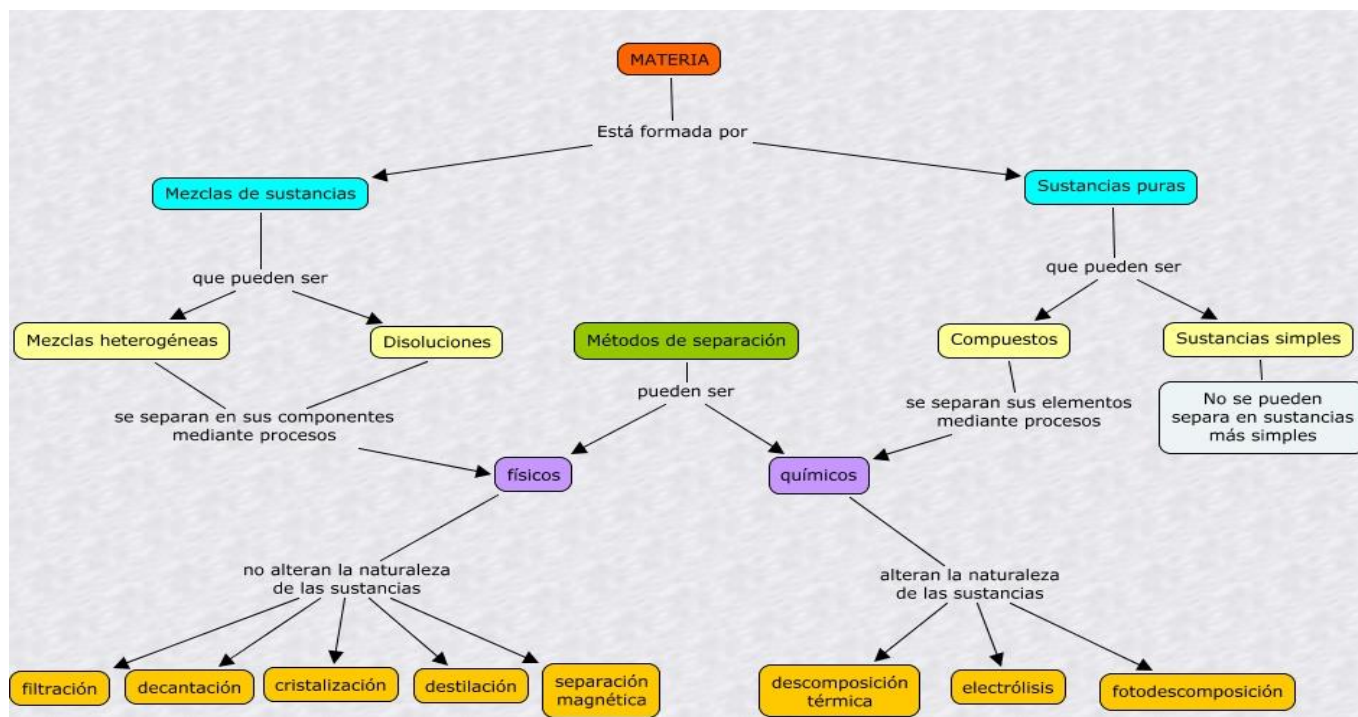 MATERIA
Está formada por
Mezclas de sustancias
Sustancias puras
que pueden ser
que pueden ser
Mezclas heterogéneas
Disoluciones
Métodos de separación
Compuestos
Sustancias simples
se separan en sus componentes
mediante procesos
pueden ser
se separan sus elementos
mediante procesos
No se pueden
separa en sustancias
más simples
físicos
químicos
no alteran la naturaleza
de las sustancias
alteran la naturaleza
de las sustancias
filtración
decantación
cristalización
destilación
separación
magnética
descomposición
térmica
electrólisis
fotodescomposición